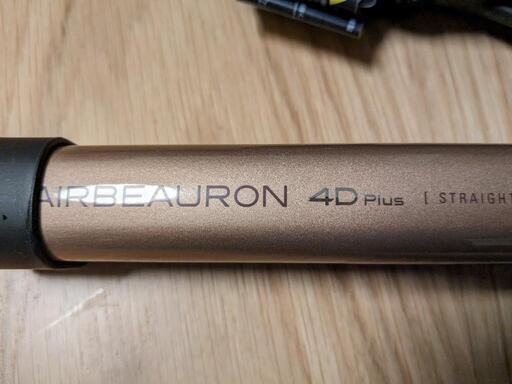 AIRBEAURON 4D Plus [ STRAIGHT